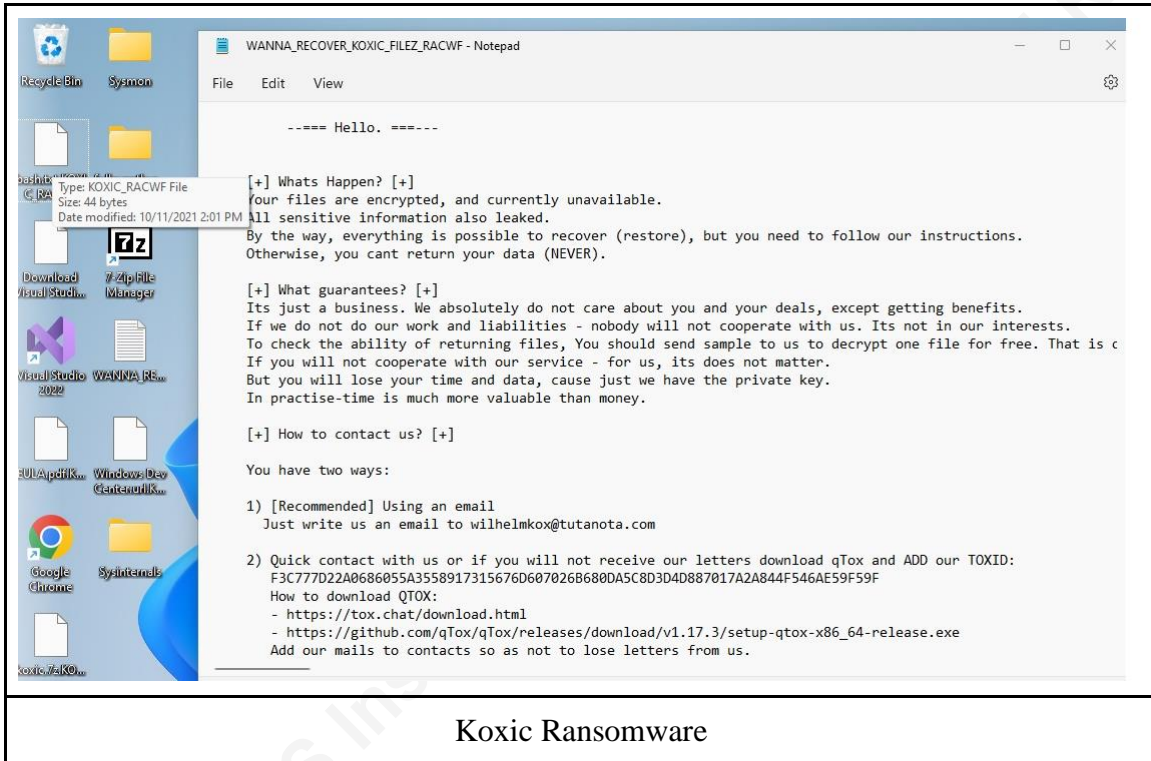 WANNA_RECOVER_KOXIC_FILEZ_RACWF - Notepad
File Edit View
Recycle Bin
Sysmon
Type: KOXIC_RACWF File
Size: 44 bytes
Date modified: 10/11/2021 2:01 PM
Download Visual Studi...
7-Zip File Manager
Visual Studio 2022
WANNA_RE...
EULA.pdf.K...
Windows Dev
Center.url.K...
Google Chrome
Sysinternals
koxic.7z.KO...
--=== Hello. ===---
[+] Whats Happen? [+]
Your files are encrypted, and currently unavailable.
All sensitive information also leaked.
By the way, everything is possible to recover (restore), but you need to follow our instructions.
Otherwise, you cant return your data (NEVER).
[+] What guarantees? [+]
Its just a business. We absolutely do not care about you and your deals, except getting benefits.
If we do not do our work and liabilities - nobody will not cooperate with us. Its not in our interests.
To check the ability of returning files, You should send sample to us to decrypt one file for free. That is
If you will not cooperate with our service - for us, its does not matter.
But you will lose your time and data, cause just we have the private key.
In practise-time is much more valuable than money.
[+] How to contact us? [+]
You have two ways:
1) [Recommended] Using an email
Just write us an email to wilhelmkox@tutanota.com
2) Quick contact with us or if you will not receive our letters download qTox and ADD our TOXID:
F3C777D22A0686055A3558917315676D607026B680DA5C8D3D4D887017A2A844F546AE59F59F
How to download QTOX:
- https://tox.chat/download.html
- https://github.com/qTox/qTox/releases/download/v1.17.3/setup-qtox-x86_64-release.exe
Add our mails to contacts so as not to lose letters from us.
Koxic Ransomware